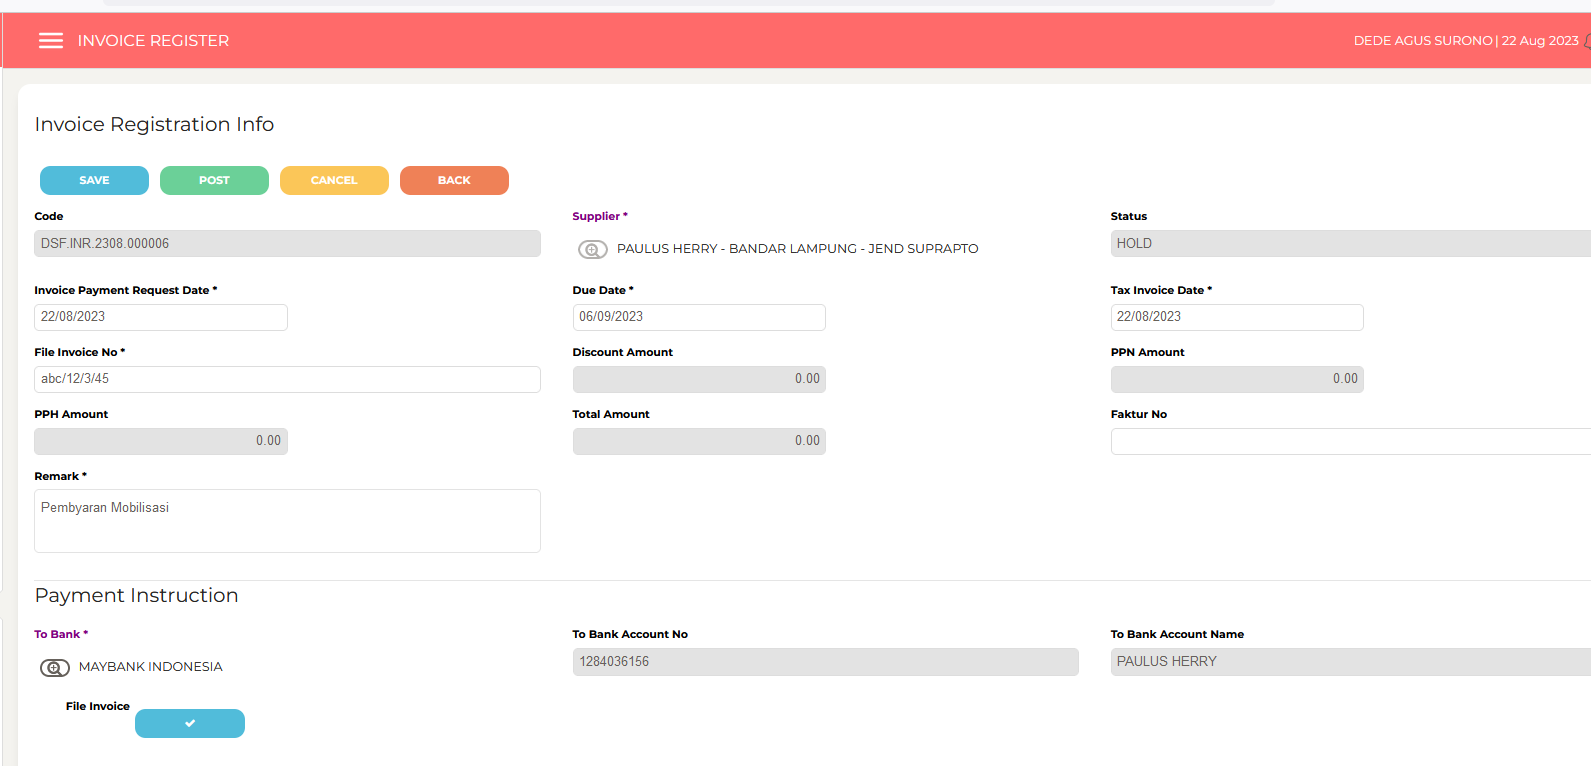 INVOICE REGISTER
DEDE AGUS SURONO | 22 Aug 2023
Invoice Registration Info
SAVE POST CANCEL BACK
Code Supplier * Status
DSF.INR.2308.000006 PAULUS HERRY - BANDAR LAMPUNG - JEND SUPRAPTO HOLD
Invoice Payment Request Date * Due Date * Tax Invoice Date *
22/08/2023 06/09/2023 22/08/2023
File Invoice No * Discount Amount PPN Amount
abc/12/3/45 0.00 0.00
PPH Amount Total Amount Faktur No
0.00 0.00
Remark *
Pembyaran Mobilisasi
Payment Instruction
To Bank * To Bank Account No To Bank Account Name
MAYBANK INDONESIA 1284036156 PAULUS HERRY
File Invoice